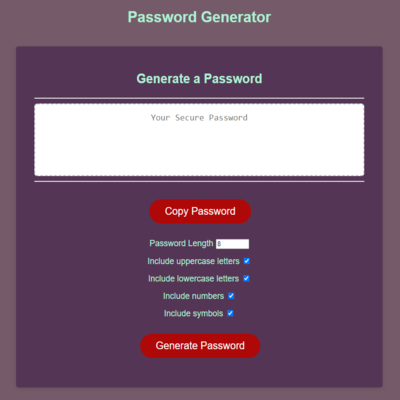 Password Generator
Generate a Password
Your Secure Password
Copy Password
Password Length 8
Include uppercase letters
Include lowercase letters
Include numbers
Include symbols
Generate Password